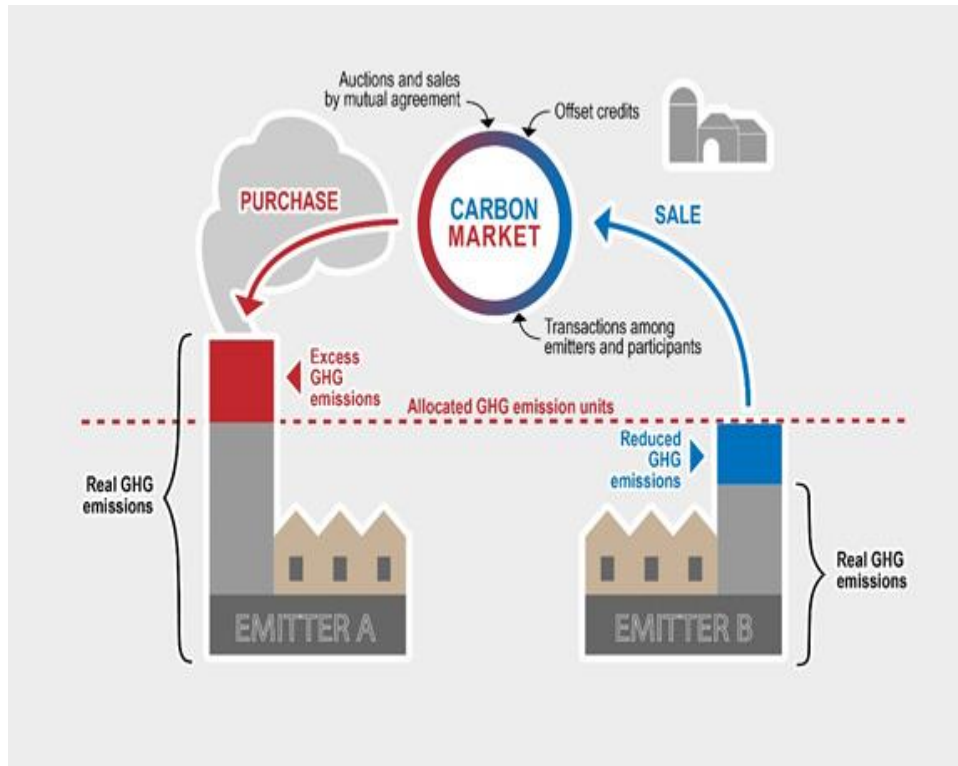 Auctions and sales
by mutual agreement
Offset credits
PURCHASE
CARBON
MARKET
SALE
Transactions among
emitters and participants
Excess
GHG
emissions
Allocated GHG emission units
Reduced
GHG
emissions
Real GHG
emissions
Real GHG
emissions
EMITTER A
EMITTER B